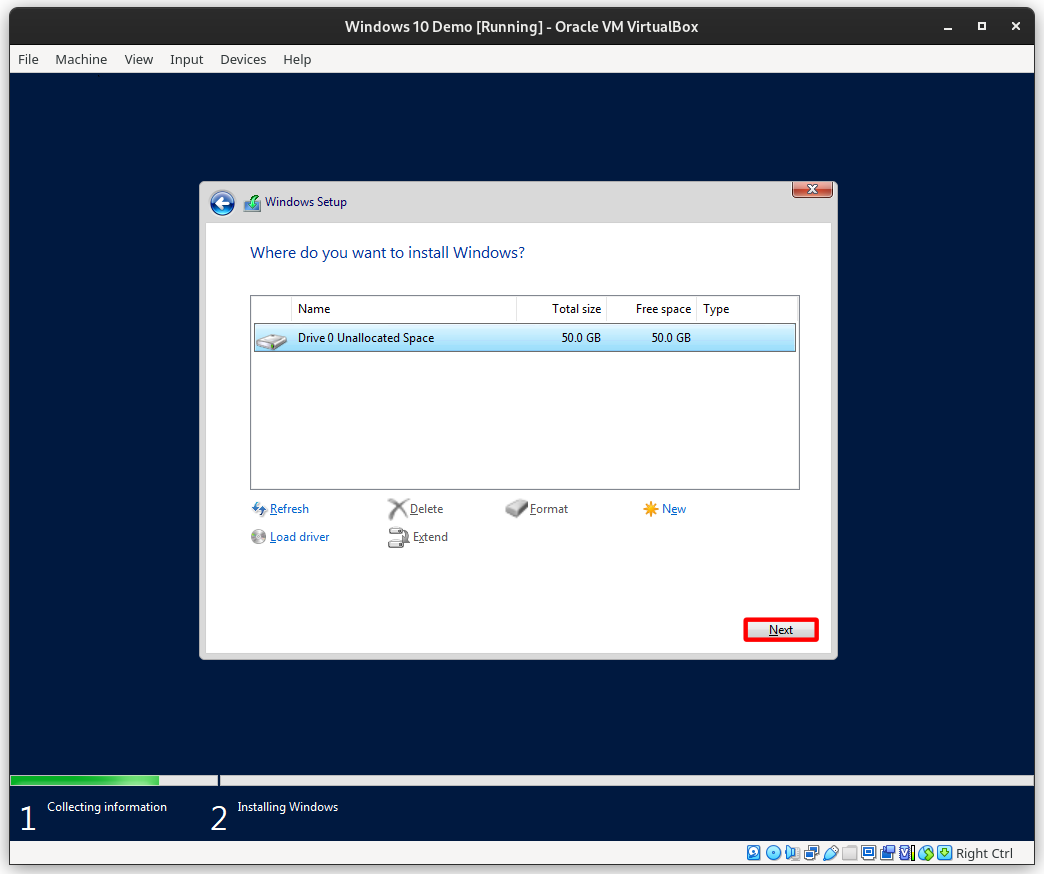 Windows 10 Demo [Running] - Oracle VM VirtualBox
File Machine View Input Devices Help
Windows Setup
Where do you want to install Windows?
Name Total size Free space Type
Drive 0 Unallocated Space 50.0 GB 50.0 GB
Refresh Delete Format New
Load driver Extend
Next
1 Collecting information 2 Installing Windows
Right Ctrl